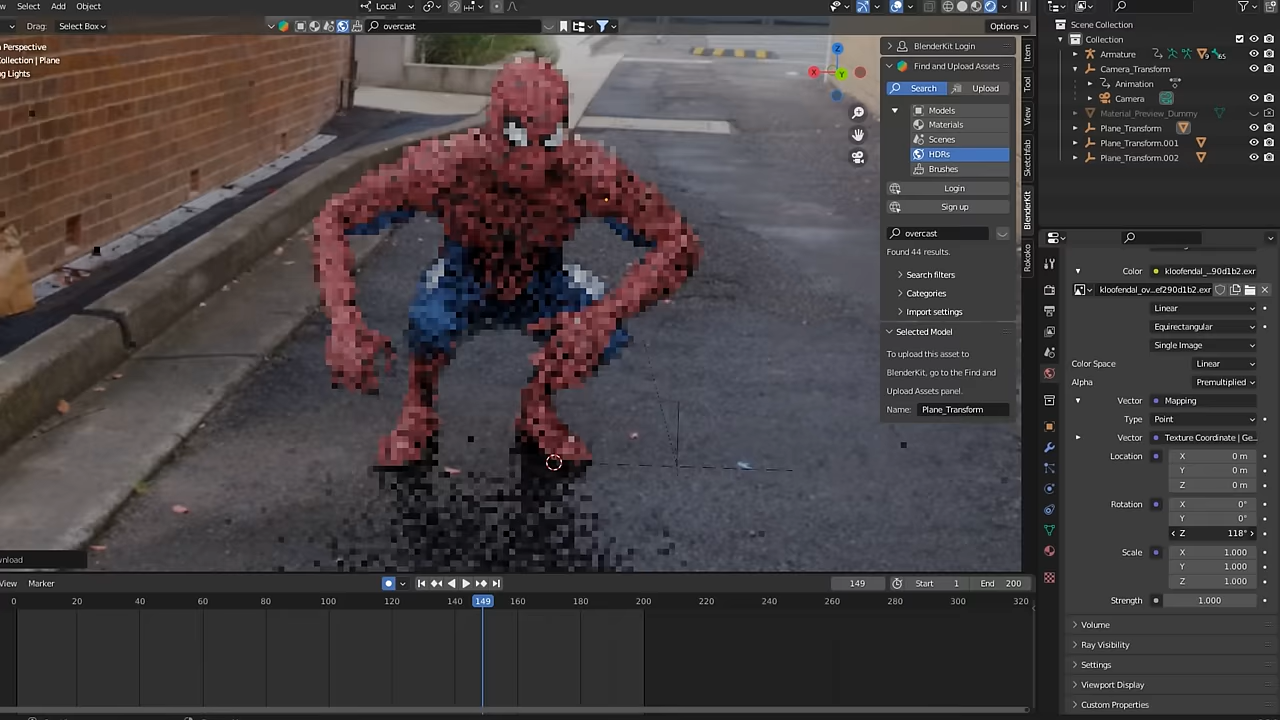 Select Add Object
Local
Drag: Select Box
overcast
Options
Perspective
Collection | Plane
Lights
BlenderKit Login
Find and Upload Assets
Search Upload
Models
Materials
Scenes
HDRs
Brushes
Login
Sign up
overcast
Found 44 results.
Search filters
Categories
Import settings
Selected Model
To upload this asset to
BlenderKit, go to the Find and
Upload Assets panel.
Name: Plane_Transform
Item
Tool
View
Sketchfab
BlenderKit
Rokoko
Scene Collection
Collection
Armature
Camera_Transform
Animation
Camera
Material_Preview_Dummy
Plane_Transform
Plane_Transform.001
Plane_Transform.002
Color kloofendal_...90d1b2.exr
kloofendal_ov...ef290d1b2.exr
Linear
Equirectangular
Single Image
Color Space Linear
Alpha Premultiplied
Vector Mapping
Type Point
Vector Texture Coordinate | Ge...
Location X 0 m
Y 0 m
Z 0 m
Rotation X 0°
Y 0°
Z 118°
Scale X 1.000
Y 1.000
Z 1.000
Strength 1.000
Volume
Ray Visibility
Settings
Viewport Display
Custom Properties
View Marker
149 Start 1 End 200
0 20 40 60 80 100 120 140 149 160 180 200 220 240 260 280 300 320